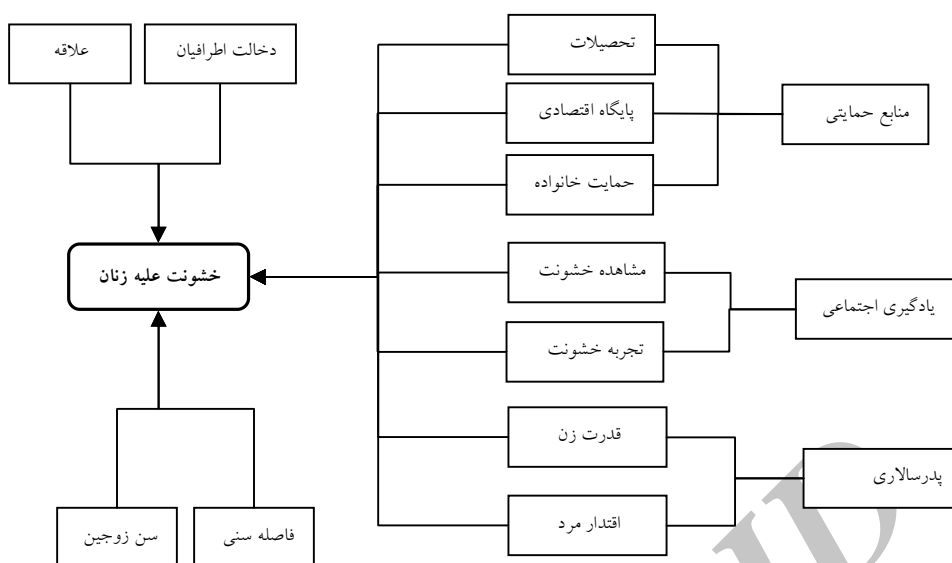 علاقه
دخالت اطرافیان
تحصیلات
پایگاه اقتصادی
منابع حمایتی
حمایت خانواده
خشونت علیه زنان
مشاهده خشونت
یادگیری اجتماعی
تجربه خشونت
قدرت زن
پدرسالاری
اقتدار مرد
سن زوجین
فاصله سنی